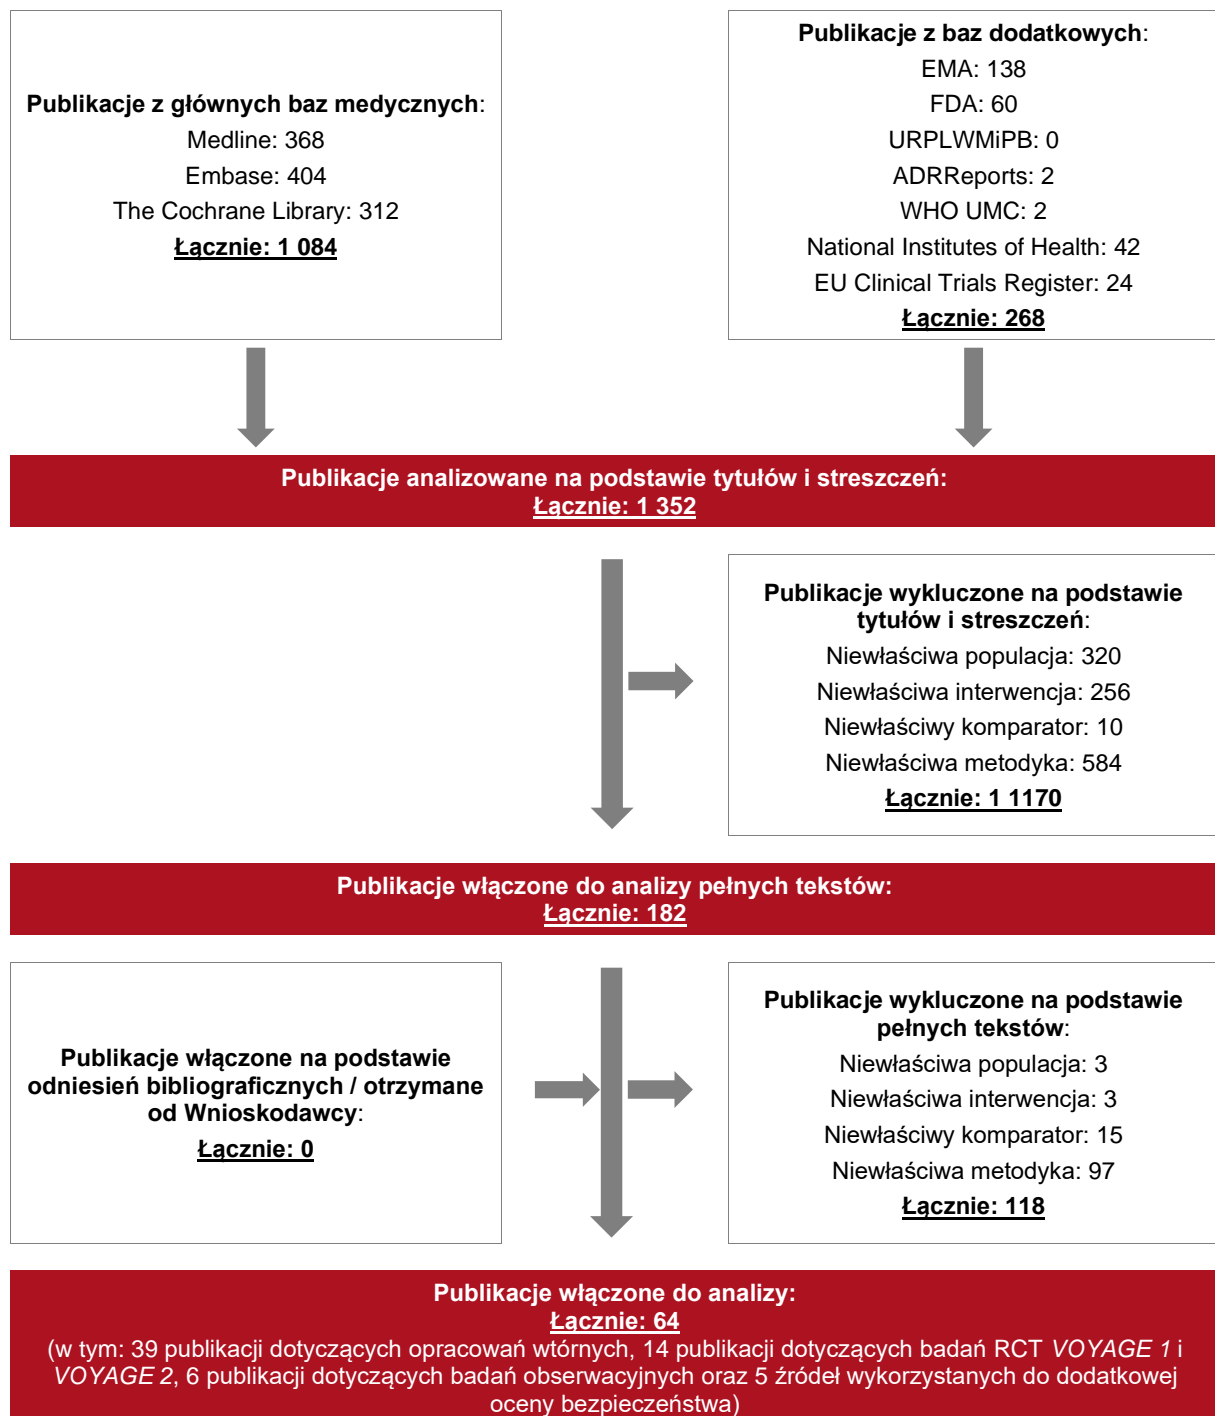 Publikacje z głównych baz medycznych:
Medline: 368
Embase: 404
The Cochrane Library: 312
Łącznie: 1 084
Publikacje z baz dodatkowych:
EMA: 138
FDA: 60
URPLWMiPB: 0
ADRReports: 2
WHO UMC: 2
National Institutes of Health: 42
EU Clinical Trials Register: 24
Łącznie: 268
Publikacje analizowane na podstawie tytułów i streszczeń:
Łącznie: 1 352
Publikacje wykluczone na podstawie
tytułów i streszczeń:
Niewłaściwa populacja: 320
Niewłaściwa interwencja: 256
Niewłaściwy komparator: 10
Niewłaściwa metodyka: 584
Łącznie: 1 1170
Publikacje włączone do analizy pełnych tekstów:
Łącznie: 182
Publikacje włączone na podstawie
odniesień bibliograficznych / otrzymane
od Wnioskodawcy:
Łącznie: 0
Publikacje wykluczone na podstawie
pełnych tekstów:
Niewłaściwa populacja: 3
Niewłaściwa interwencja: 3
Niewłaściwy komparator: 15
Niewłaściwa metodyka: 97
Łącznie: 118
Publikacje włączone do analizy:
Łącznie: 64
(w tym: 39 publikacji dotyczących opracowań wtórnych, 14 publikacji dotyczących badań RCT VOYAGE 1 i
VOYAGE 2, 6 publikacji dotyczących badań obserwacyjnych oraz 5 źródeł wykorzystanych do dodatkowej
oceny bezpieczeństwa)